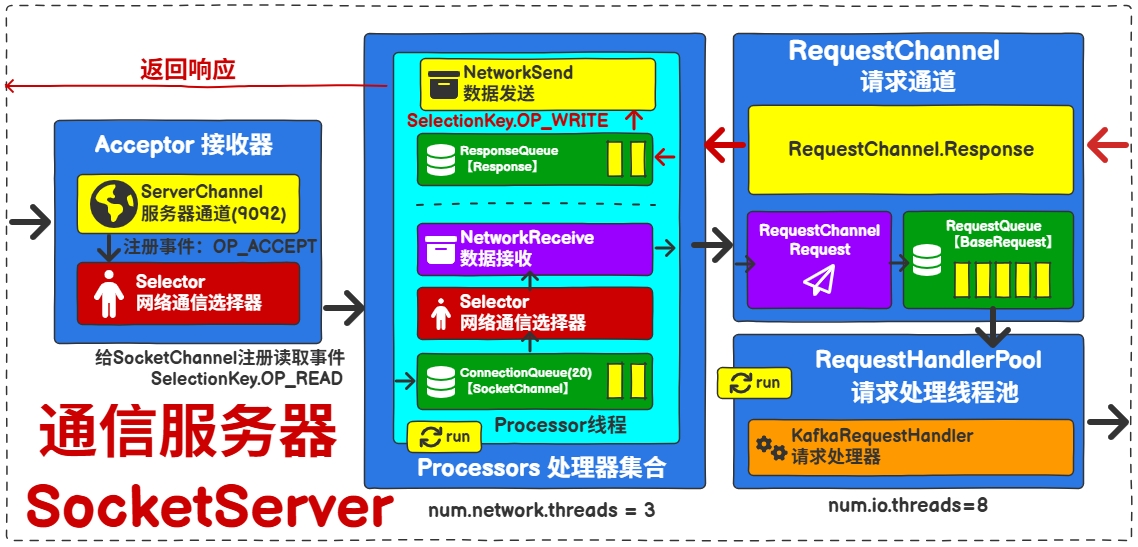 返回响应
Acceptor 接收器
ServerChannel
服务器通道(9092)
注册事件：OP_ACCEPT
Selector
网络通信选择器
给SocketChannel注册读取事件
SelectionKey.OP_READ
通信服务器
SocketServer
NetworkSend
数据发送
SelectionKey.OP_WRITE
ResponseQueue
【Response】
NetworkReceive
数据接收
Selector
网络通信选择器
ConnectionQueue(20)
【SocketChannel】
Processor线程
run
Processors 处理器集合
num.network.threads = 3
RequestChannel
请求通道
RequestChannel.Response
RequestChannel
Request
RequestQueue
【BaseRequest】
RequestHandlerPool
请求处理线程池
run
KafkaRequestHandler
请求处理器
num.io.threads=8